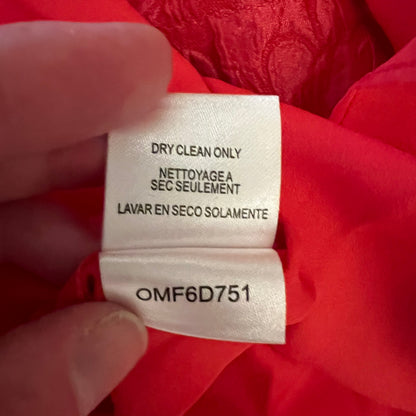 DRY CLEAN ONLY
NETTOYAGE A
SEC SEULEMENT
LAVAR EN SECO SOLAMENTE
OMF6D751